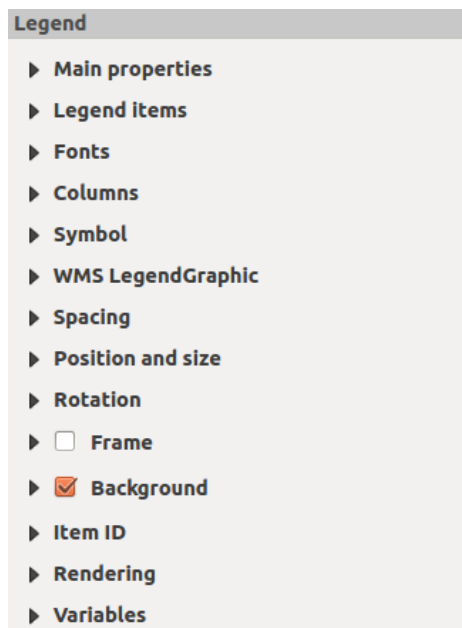 Legend
Main properties
Legend items
Fonts
Columns
Symbol
WMS LegendGraphic
Spacing
Position and size
Rotation
Frame
Background
Item ID
Rendering
Variables